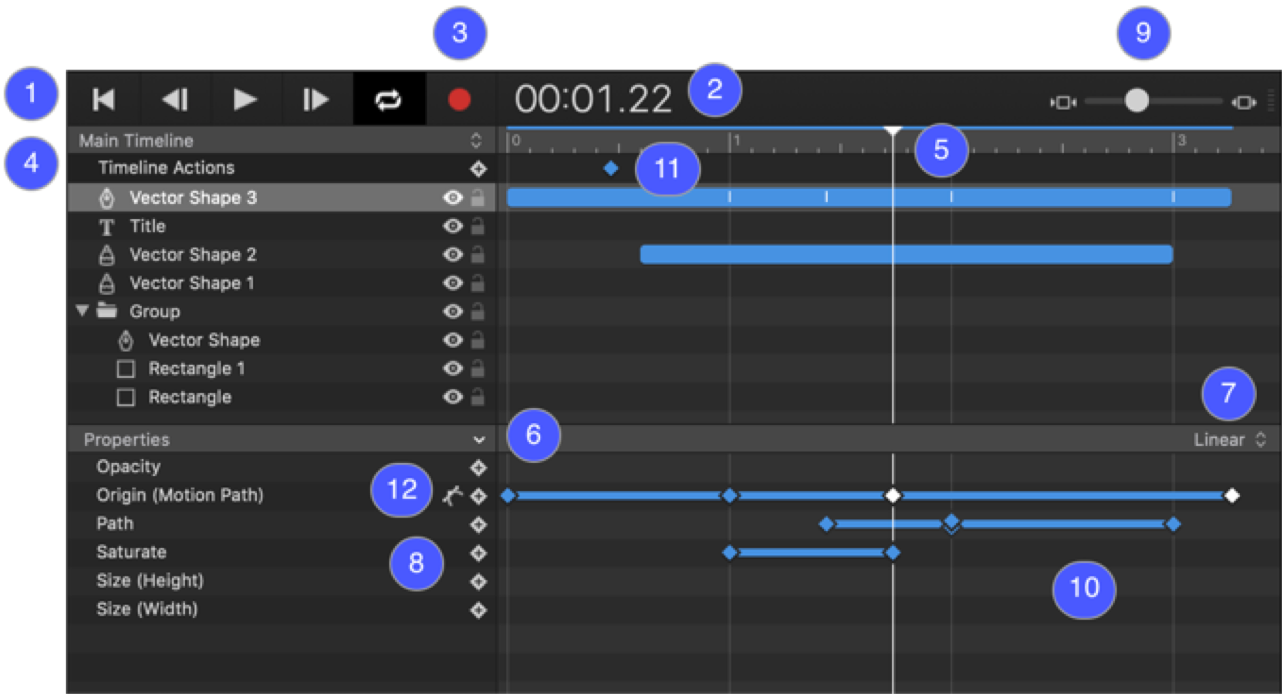 3
9
1
00:01.22
2
4
Main Timeline
0
1
5
3
Timeline Actions
11
Vector Shape 3
T Title
Vector Shape 2
Vector Shape 1
Group
Vector Shape
Rectangle 1
7
Rectangle
Properties
6
Linear
Opacity
12
Origin (Motion Path)
Path
Saturate
8
Size (Height)
10
Size (Width)